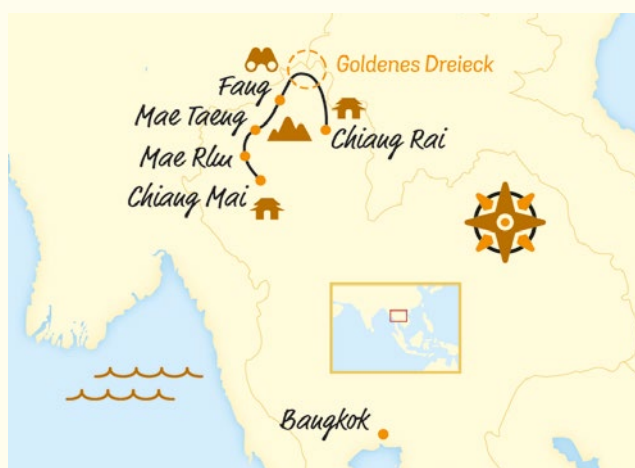 Goldenes Dreieck
Fang
Mae Taeng
Chiang Rai
Mae RIm
Chiang Mai
Bangkok